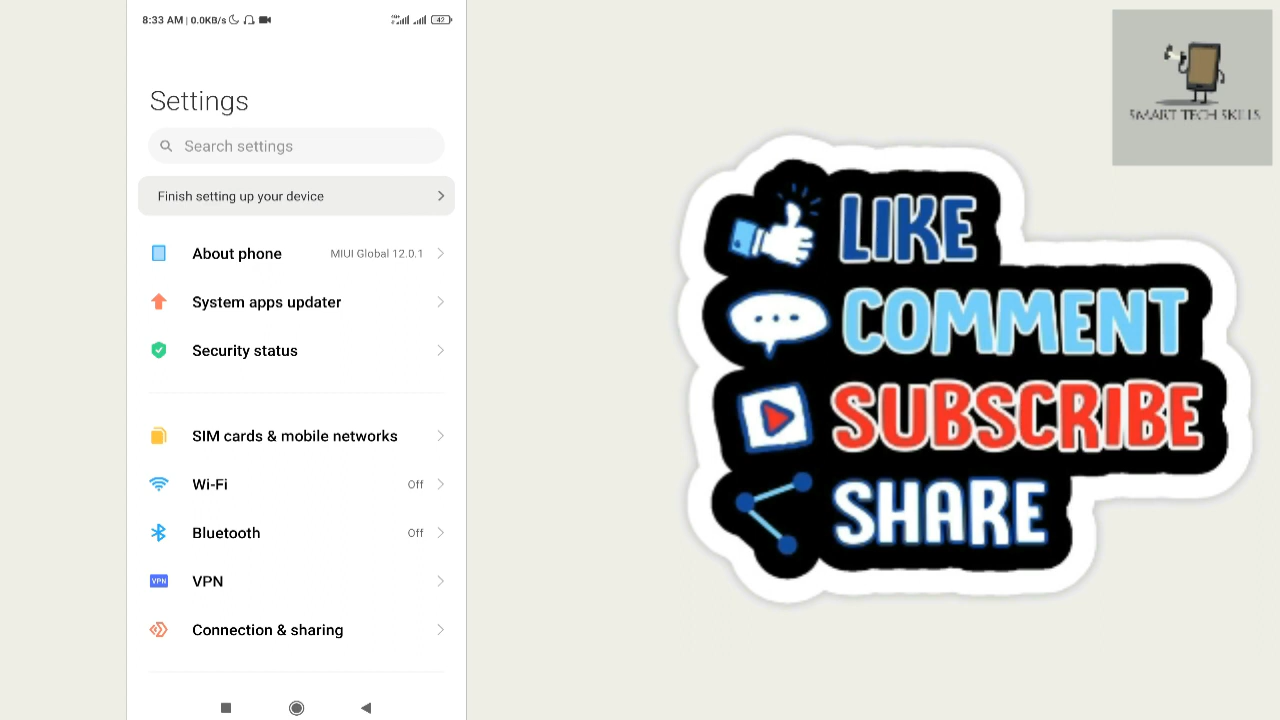 8:33 AM | 0.0KB/s
42
Settings
Search settings
Finish setting up your device
About phone MIUI Global 12.0.1
System apps updater
Security status
SIM cards & mobile networks
Wi-Fi Off
Bluetooth Off
VPN VPN
Connection & sharing
LIKE
COMMENT
SUBSCRIBE
SHARE
SMART TECH SKILLS